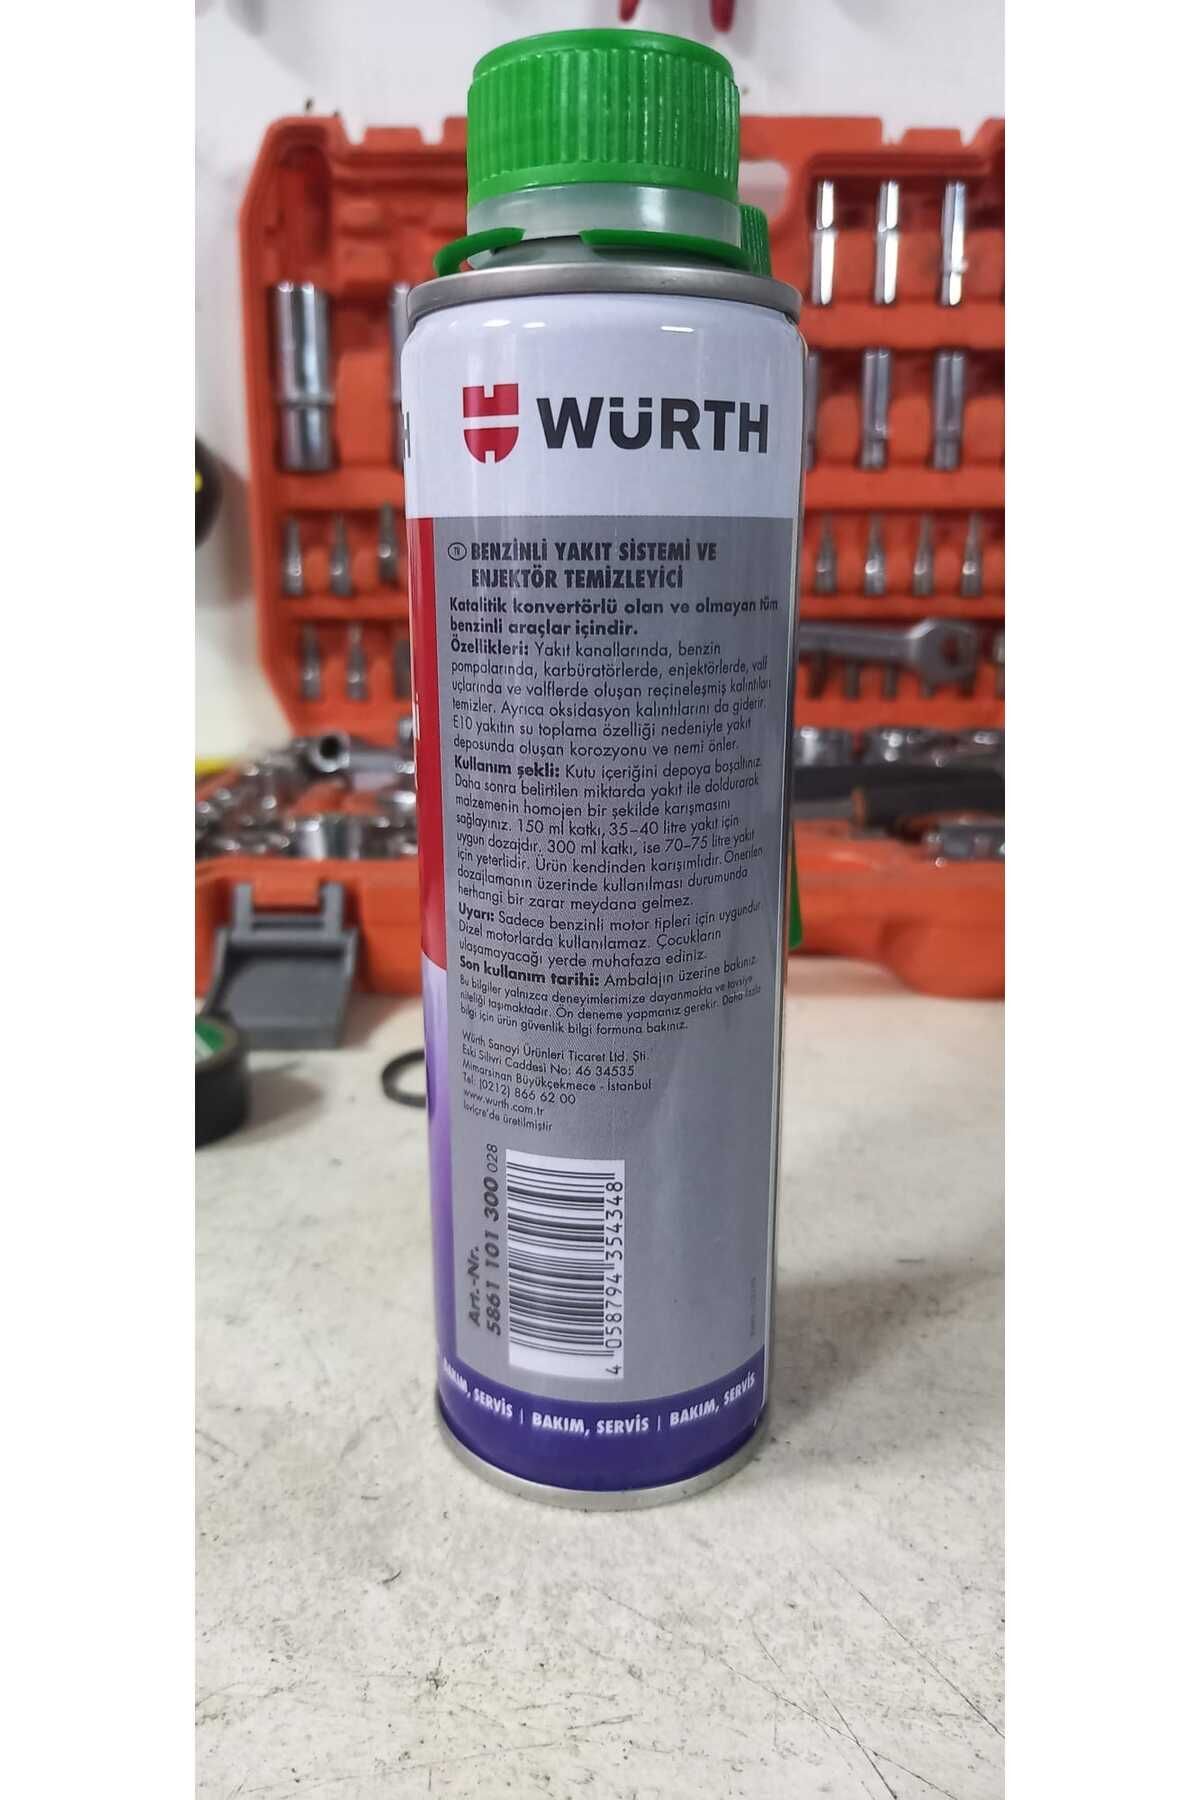 WÜRTH
TR BENZİNLİ YAKIT SİSTEMİ VE
ENJEKTÖR TEMİZLEYİCİ
Katalitik konvertörlü olan ve olmayan tüm
benzinli araçlar içindir.
Özellikleri: Yakıt kanallarında, benzin
pompalarında, karbüratörlerde, enjektörlerde, valf
uçlarında ve valflerde oluşan reçineleşmiş kalıntıları
temizler. Ayrıca oksidasyon kalıntılarını da giderir.
E10 yakıtın su toplama özelliği nedeniyle yakıt
deposunda oluşan korozyonu ve nemi önler.
Kullanım şekli: Kutu içeriğini depoya boşaltınız.
Daha sonra belirtilen miktarda yakıt ile doldurarak
malzemenin homojen bir şekilde karışmasını
sağlayınız. 150 ml katkı, 35–40 litre yakıt için
uygun dozajdır. 300 ml katkı, ise 70–75 litre yakıt
için yeterlidir. Ürün kendinden karışımlıdır. Önerilen
dozajlamanın üzerinde kullanılması durumunda
herhangi bir zarar meydana gelmez.
Uyarı: Sadece benzinli motor tipleri için uygundur.
Dizel motorlarda kullanılamaz. Çocukların
ulaşamayacağı yerde muhafaza ediniz.
Son kullanım tarihi: Ambalajın üzerine bakınız.
Bu bilgiler yalnızca deneyimlerimize dayanmakta ve tavsiye
niteliği taşımaktadır. Ön deneme yapmanız gerekir. Daha fazla
bilgi için ürün güvenlik bilgi formuna bakınız.
Würth Sanayi Ürünleri Ticaret Ltd. Şti.
Eski Silivri Caddesi No: 46 34535
Mimarsinan Büyükçekmece - İstanbul
Tel: (0212) 866 62 00
www.wurth.com.tr
İsviçre'de üretilmiştir
Art.-Nr.
5861 101 300 028
4 058794 354348
BAKIM, SERVİS | BAKIM, SERVİS | BAKIM, SERVİS